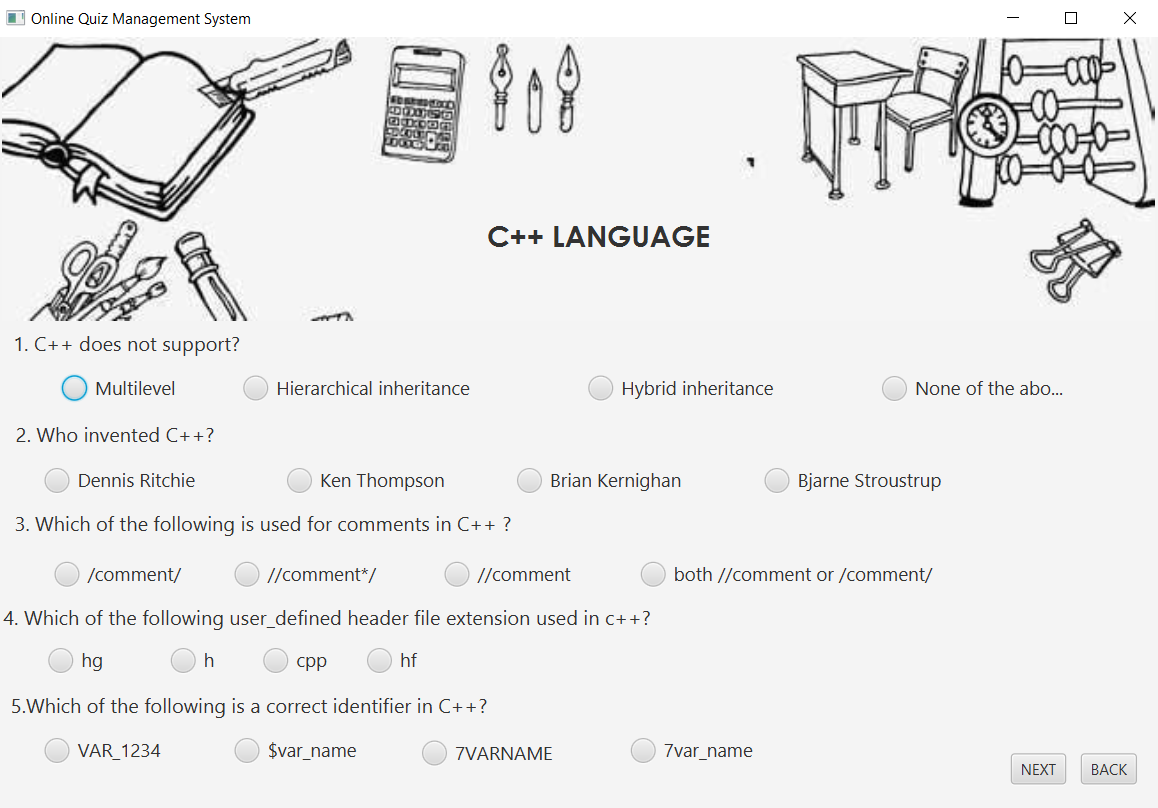 Online Quiz Management System
C++ LANGUAGE
1. C++ does not support?
Multilevel Hierarchical inheritance Hybrid inheritance None of the abo...
2. Who invented C++?
Dennis Ritchie Ken Thompson Brian Kernighan Bjarne Stroustrup
3. Which of the following is used for comments in C++ ?
/comment/ //comment*/ //comment both //comment or /comment/
4. Which of the following user_defined header file extension used in c++?
hg h cpp hf
5.Which of the following is a correct identifier in C++?
VAR_1234 $var_name 7VARNAME 7var_name
NEXT BACK